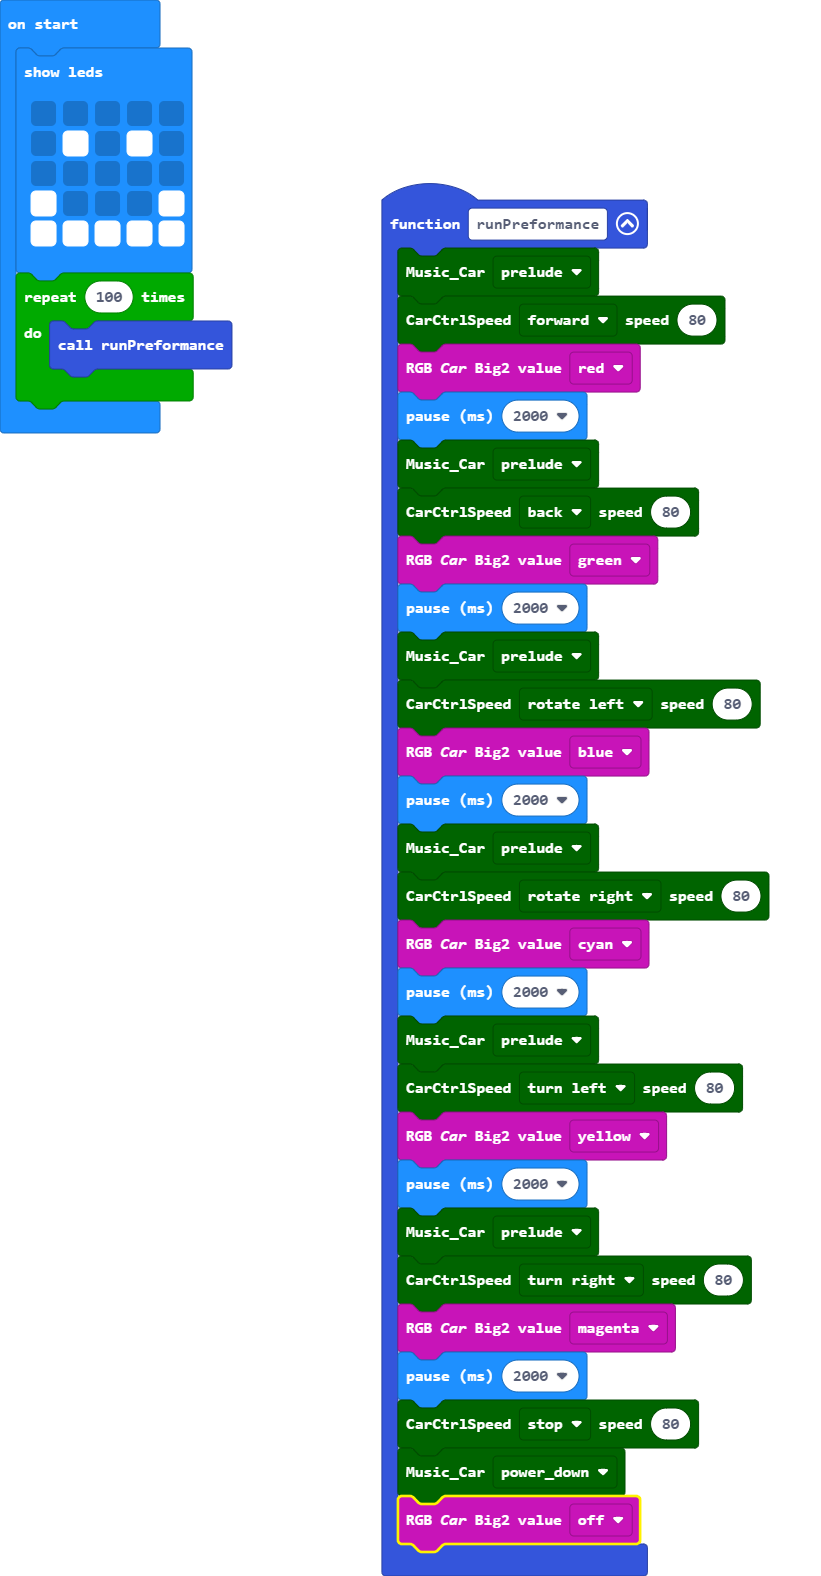 on start
show leds
repeat 100 times
do
call runPreformance
function runPreformance
Music_Car prelude
CarCtrlSpeed forward speed 80
RGB Car Big2 value red
pause (ms) 2000
Music_Car prelude
CarCtrlSpeed back speed 80
RGB Car Big2 value green
pause (ms) 2000
Music_Car prelude
CarCtrlSpeed rotate left speed 80
RGB Car Big2 value blue
pause (ms) 2000
Music_Car prelude
CarCtrlSpeed rotate right speed 80
RGB Car Big2 value cyan
pause (ms) 2000
Music_Car prelude
CarCtrlSpeed turn left speed 80
RGB Car Big2 value yellow
pause (ms) 2000
Music_Car prelude
CarCtrlSpeed turn right speed 80
RGB Car Big2 value magenta
pause (ms) 2000
CarCtrlSpeed stop speed 80
Music_Car power_down
RGB Car Big2 value off